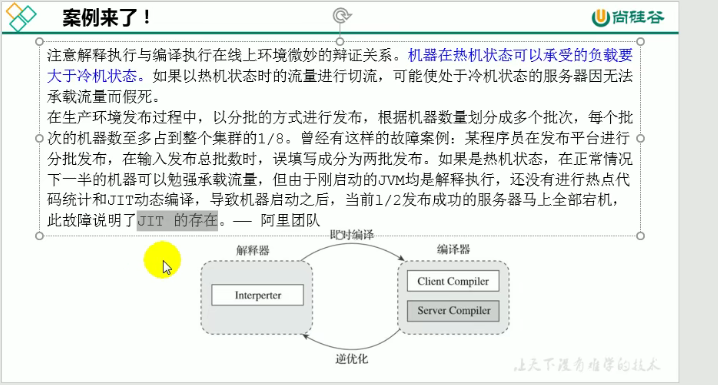 案例来了！
尚硅谷
注意解释执行与编译执行在线上环境微妙的辩证关系。机器在热机状态可以承受的负载要
大于冷机状态。如果以热机状态时的流量进行切流，可能使处于冷机状态的服务器因无法
承载流量而假死。
在生产环境发布过程中，以分批的方式进行发布，根据机器数量划分成多个批次，每个批
次的机器数至多占到整个集群的1/8。曾经有这样的故障案例：某程序员在发布平台进行
分批发布，在输入发布总批数时，误填写成分为两批发布。如果是热机状态，在正常情况
下一半的机器可以勉强承载流量，但由于刚启动的JVM均是解释执行，还没有进行热点代
码统计和JIT动态编译，导致机器启动之后，当前1/2发布成功的服务器马上全部宕机，
此故障说明了JIT 的存在。—— 阿里团队
即时编译
解释器
编译器
Interperter
Client Compiler
Server Compiler
逆优化
让天下没有难学的技术